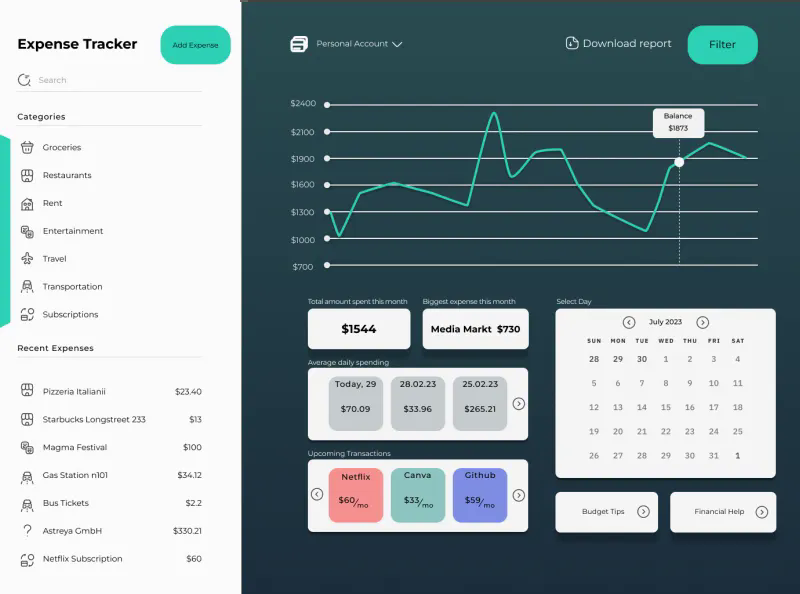 Expense Tracker
Add Expense
Search
Categories
Groceries
Restaurants
Rent
Entertainment
Travel
Transportation
Subscriptions
Recent Expenses
Pizzeria Italianii $23.40
Starbucks Longstreet 233 $13
Magma Festival $100
Gas Station n101 $34.12
Bus Tickets $2.2
? Astreya GmbH $330.21
Netflix Subscription $60
Personal Account
Download report
Filter
$2400
$2100
$1900
$1600
$1300
$1000
$700
Balance
$1873
Total amount spent this month
$1544
Biggest expense this month
Media Markt $730
Average daily spending
Today, 29 28.02.23 25.02.23
$70.09 $33.96 $265.21
Upcoming Transactions
Netflix Canva Github
$60/mo $33/mo $59/mo
Select Day
July 2023
SUN MON TUE WED THU FRI SAT
28 29 30 1 2 3 4
5 6 7 8 9 10 11
12 13 14 15 16 17 18
19 20 21 22 23 24 25
26 27 28 29 30 31 1
Budget Tips
Financial Help